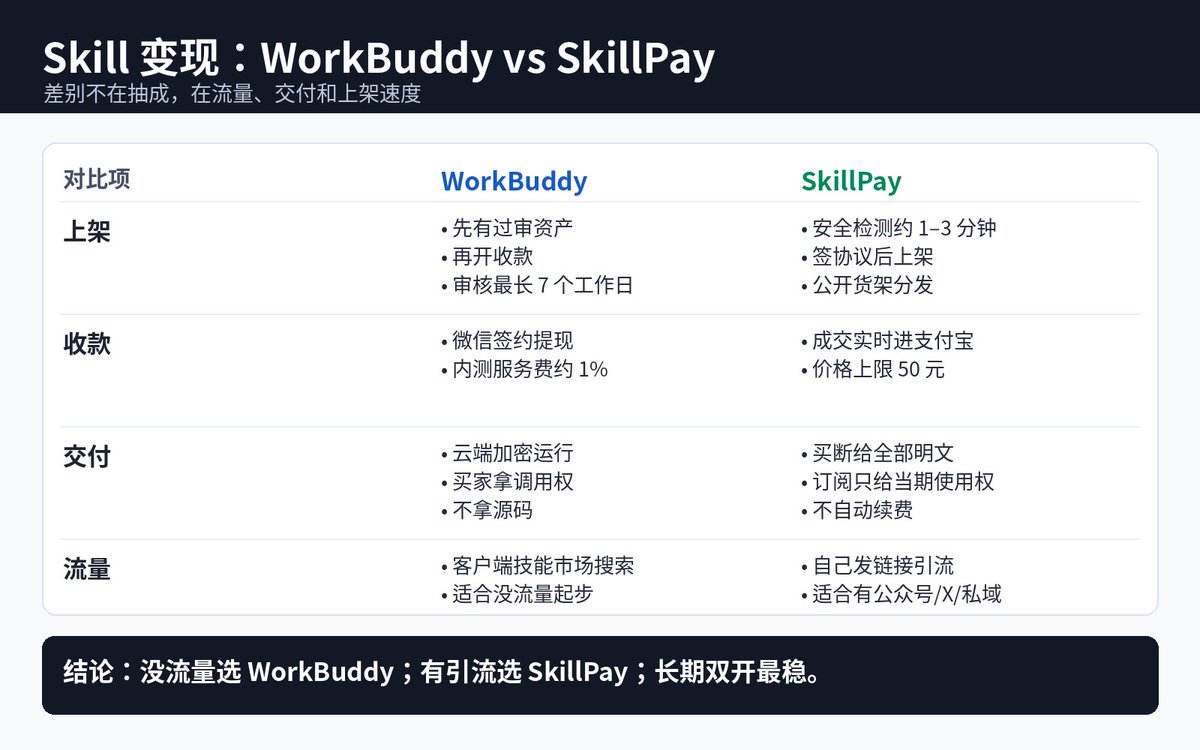 Skill 变现：WorkBuddy vs SkillPay
差别不在抽成，在流量、交付和上架速度
对比项
WorkBuddy
SkillPay
上架
• 先有过审资产
• 再开收款
• 审核最长 7 个工作日
• 安全检测约 1–3 分钟
• 签协议后上架
• 公开货架分发
收款
• 微信签约提现
• 内测服务费约 1%
• 成交实时进支付宝
• 价格上限 50 元
交付
• 云端加密运行
• 买家拿调用权
• 不拿源码
• 买断给全部明文
• 订阅只给当期使用权
• 不自动续费
流量
• 客户端技能市场搜索
• 适合没流量起步
• 自己发链接引流
• 适合有公众号/X/私域
结论：没流量选 WorkBuddy；有引流选 SkillPay；长期双开最稳。